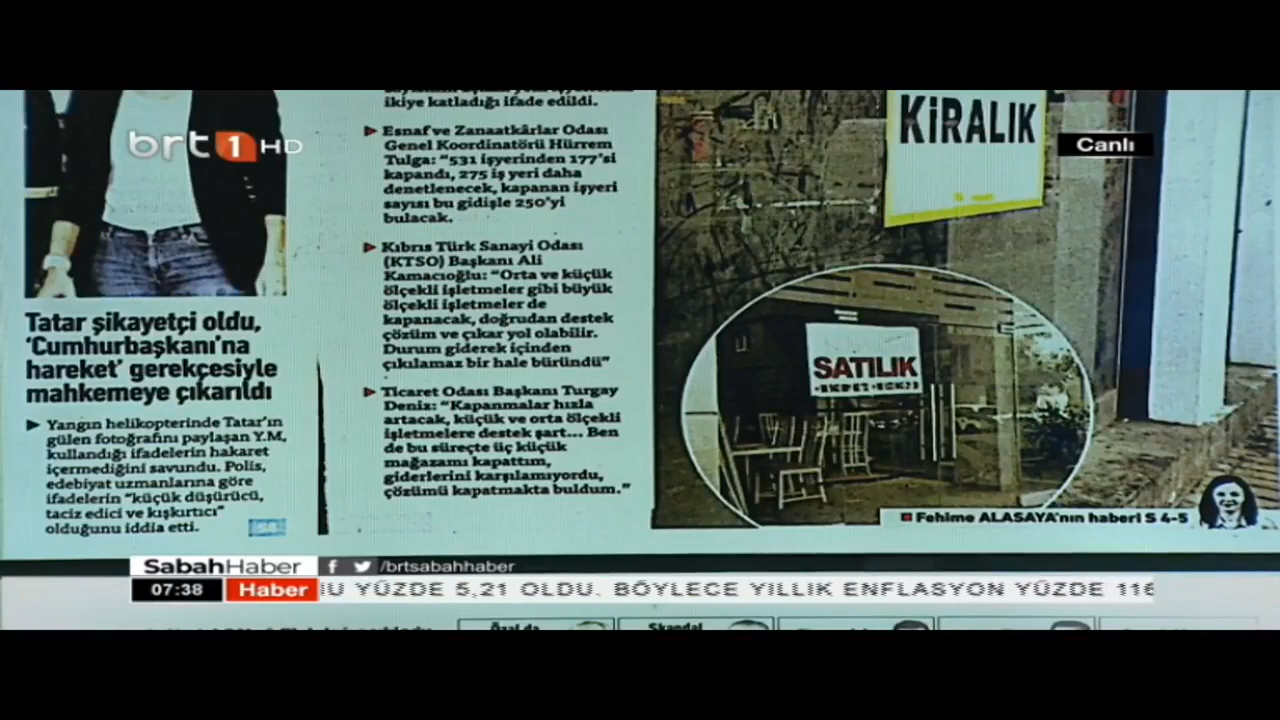 brt 1 HD
Canlı
ikiye katladığı ifade edildi.
Esnaf ve Zanaatkârlar Odası
Genel Koordinatörü Hürrem
Tulga: “531 işyerinden 177’si
kapandı, 275 iş yeri daha
denetlenecek, kapanan işyeri
sayısı bu gidişle 250’yi
bulacak.
Kıbrıs Türk Sanayi Odası
(KTSO) Başkanı Ali
Kamacıoğlu: “Orta ve küçük
ölçekli işletmeler gibi büyük
ölçekli işletmeler de
kapanacak, doğrudan destek
çözüm ve çıkar yol olabilir.
Durum giderek içinden
çıkılamaz bir hale büründü”
Ticaret Odası Başkanı Turgay
Deniz: “Kapanmalar hızla
artacak, küçük ve orta ölçekli
işletmelere destek şart... Ben
de bu süreçte üç küçük
mağazamı kapattım,
giderlerini karşılamıyordu,
çözümü kapatmakta buldum.”
Tatar şikayetçi oldu,
‘Cumhurbaşkanı’na
hareket’ gerekçesiyle
mahkemeye çıkarıldı
Yangın helikopterinde Tatar’ın
gülen fotoğrafını paylaşan Y.M,
kullandığı ifadelerin hakaret
içermediğini savundu. Polis,
edebiyat uzmanlarına göre
ifadelerin “küçük düşürücü,
taciz edici ve kışkırtıcı”
olduğunu iddia etti.
KİRALIK
SATILIK
Fehime ALASAYA’nın haberi S 4-5
SabahHaber
/brtsabahhaber
07:38
Haber
YÜZDE 5,21 OLDU. BÖYLECE YILLIK ENFLASYON YÜZDE 116
Özal da
Skandal